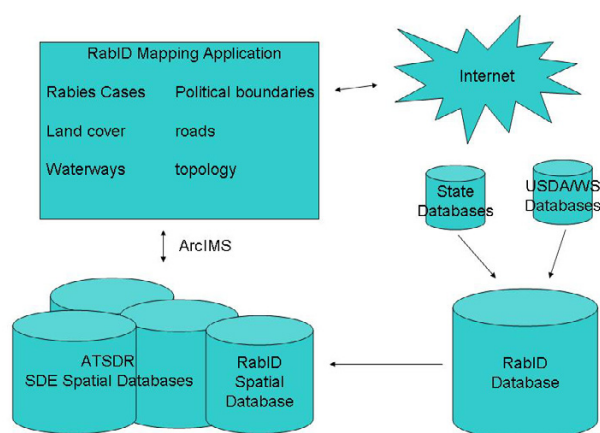 RabID Mapping Application
Rabies Cases Political boundaries
Land cover roads
Waterways topology
Internet
State
Databases
USDA/WS
Databases
ArcIMS
ATSDR
SDE Spatial Databases
RabID
Spatial
Database
RabID
Database